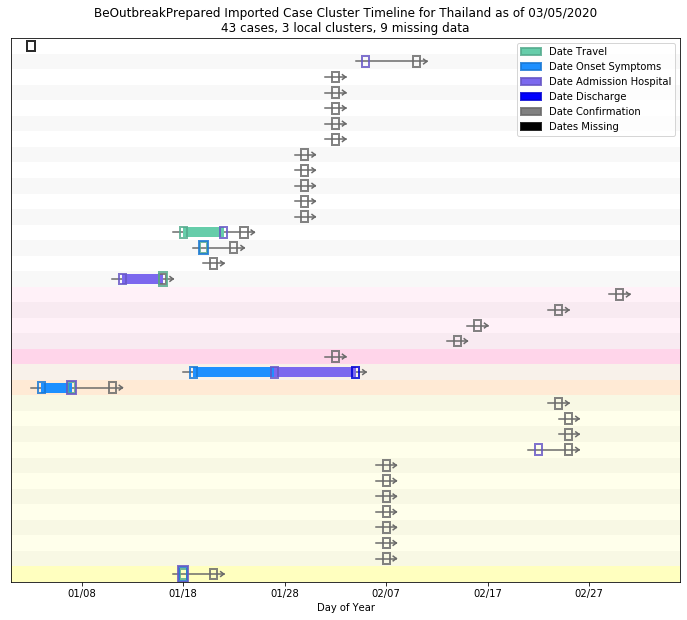 BeOutbreakPrepared Imported Case Cluster Timeline for Thailand as of 03/05/2020
43 cases, 3 local clusters, 9 missing data
Date Travel
Date Onset Symptoms
Date Admission Hospital
Date Discharge
Date Confirmation
Dates Missing
01/08 01/18 01/28 02/07 02/17 02/27
Day of Year